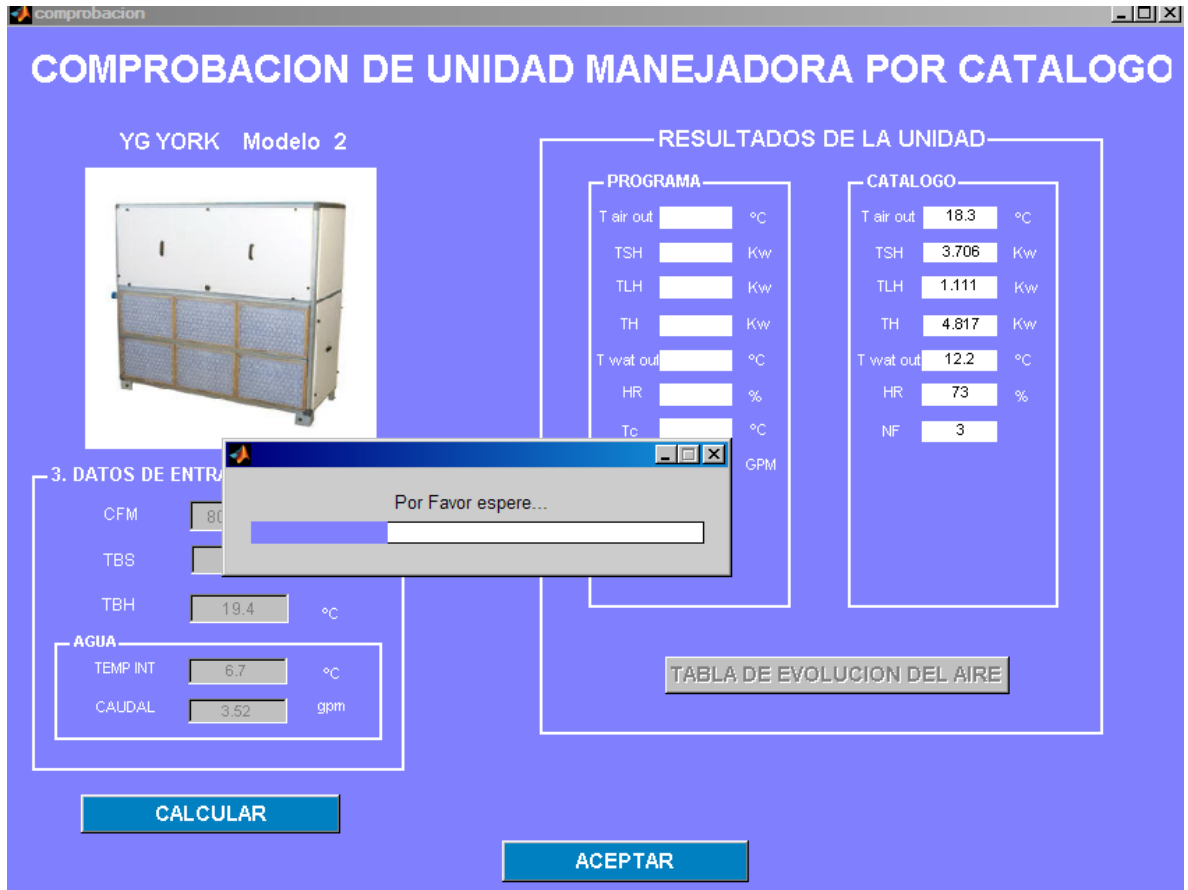 comprobacion
COMPROBACION DE UNIDAD MANEJADORA POR CATALOGO
YG YORK Modelo 2
RESULTADOS DE LA UNIDAD
PROGRAMA
T air out °C
TSH Kw
TLH Kw
TH Kw
T wat out °C
HR %
Tc °C
GPM
CATALOGO
T air out 18.3 °C
TSH 3.706 Kw
TLH 1.111 Kw
TH 4.817 Kw
T wat out 12.2 °C
HR 73 %
NF 3
Por Favor espere...
3. DATOS DE ENTRA
CFM 80
TBS
TBH 19.4 °C
AGUA
TEMP INT 6.7 °C
CAUDAL 3.52 gpm
TABLA DE EVOLUCION DEL AIRE
CALCULAR
ACEPTAR